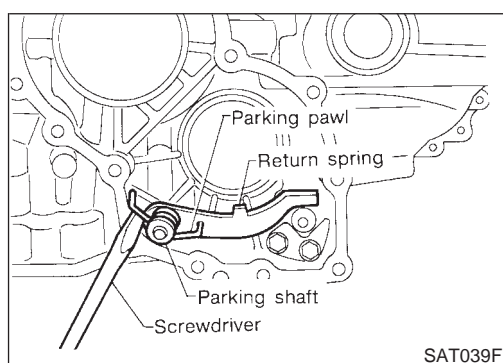 Parking pawl
Return spring
Parking shaft
Screwdriver
SAT039F